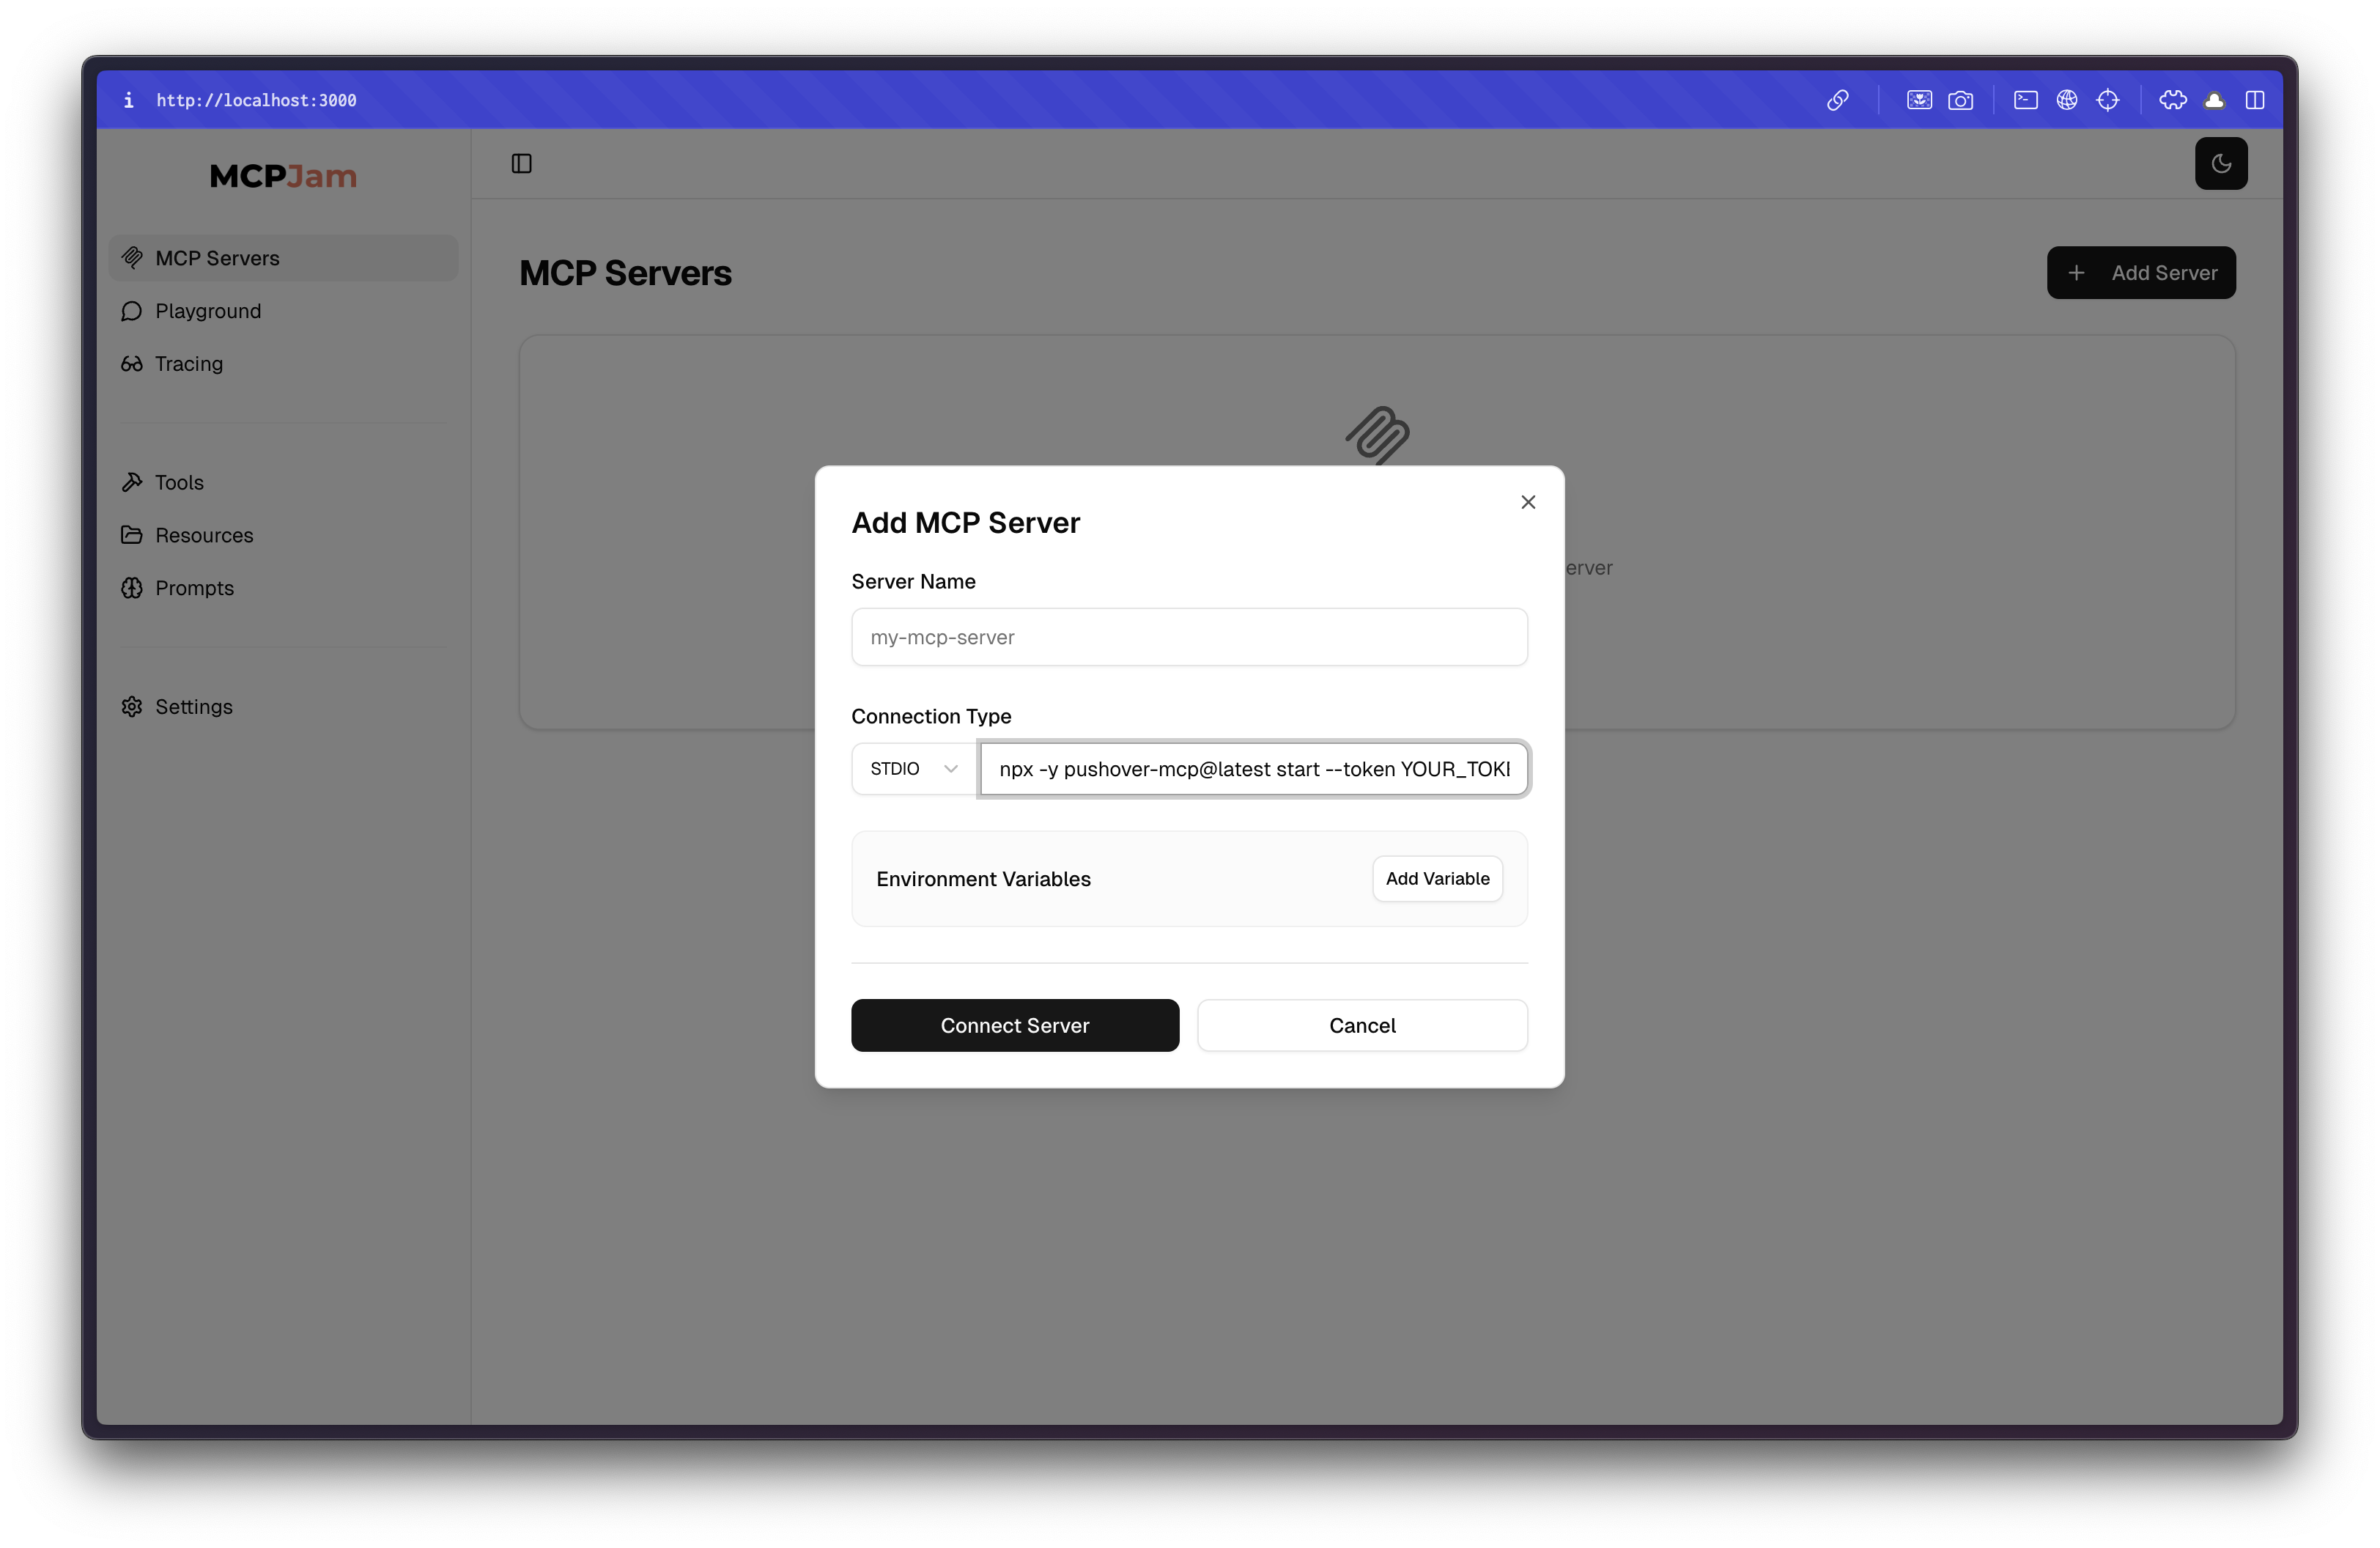 http://localhost:3000
MCPJam
MCP Servers
Playground
Tracing
Tools
Resources
Prompts
Settings
MCP Servers
Add Server
Add MCP Server
Server Name
my-mcp-server
Connection Type
STDIO
npx -y pushover-mcp@latest start --token
Environment Variables
Add Variable
Connect Server
Cancel